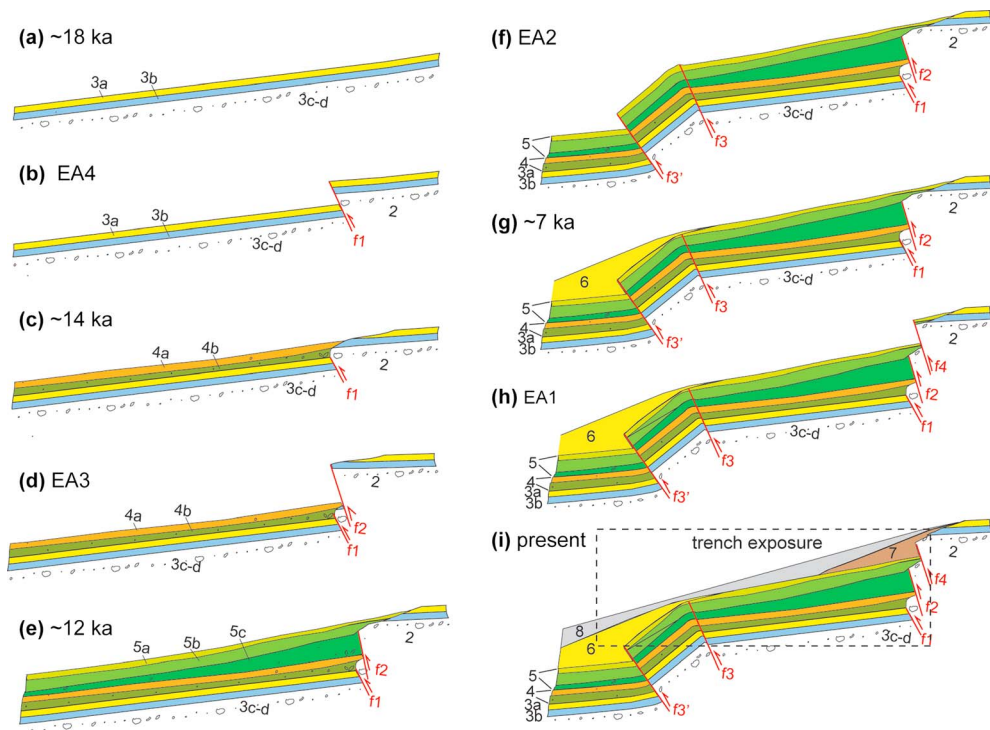 (a) ~18 ka
3a
3b
3c-d
(b) EA4
3a
3b
2
3c-d
f1
(c) ~14 ka
4a
4b
2
3c-d
f1
(d) EA3
4a
4b
2
f2
f1
(e) ~12 ka
5a
5b
5c
2
f2
f1
3c-d
(f) EA2
2
f2
f1
3c-d
f3
5
4
3a
3b
f3'
(g) ~7 ka
2
6
f2
f1
3c-d
5
f3
4
3a
3b
f3'
(h) EA1
2
f4
f2
6
f1
3c-d
5
f3
4
3a
3b
f3'
(i) present
trench exposure
7
2
f4
8
f2
6
3c-d
f1
5
f3
4
3a
3b
f3'